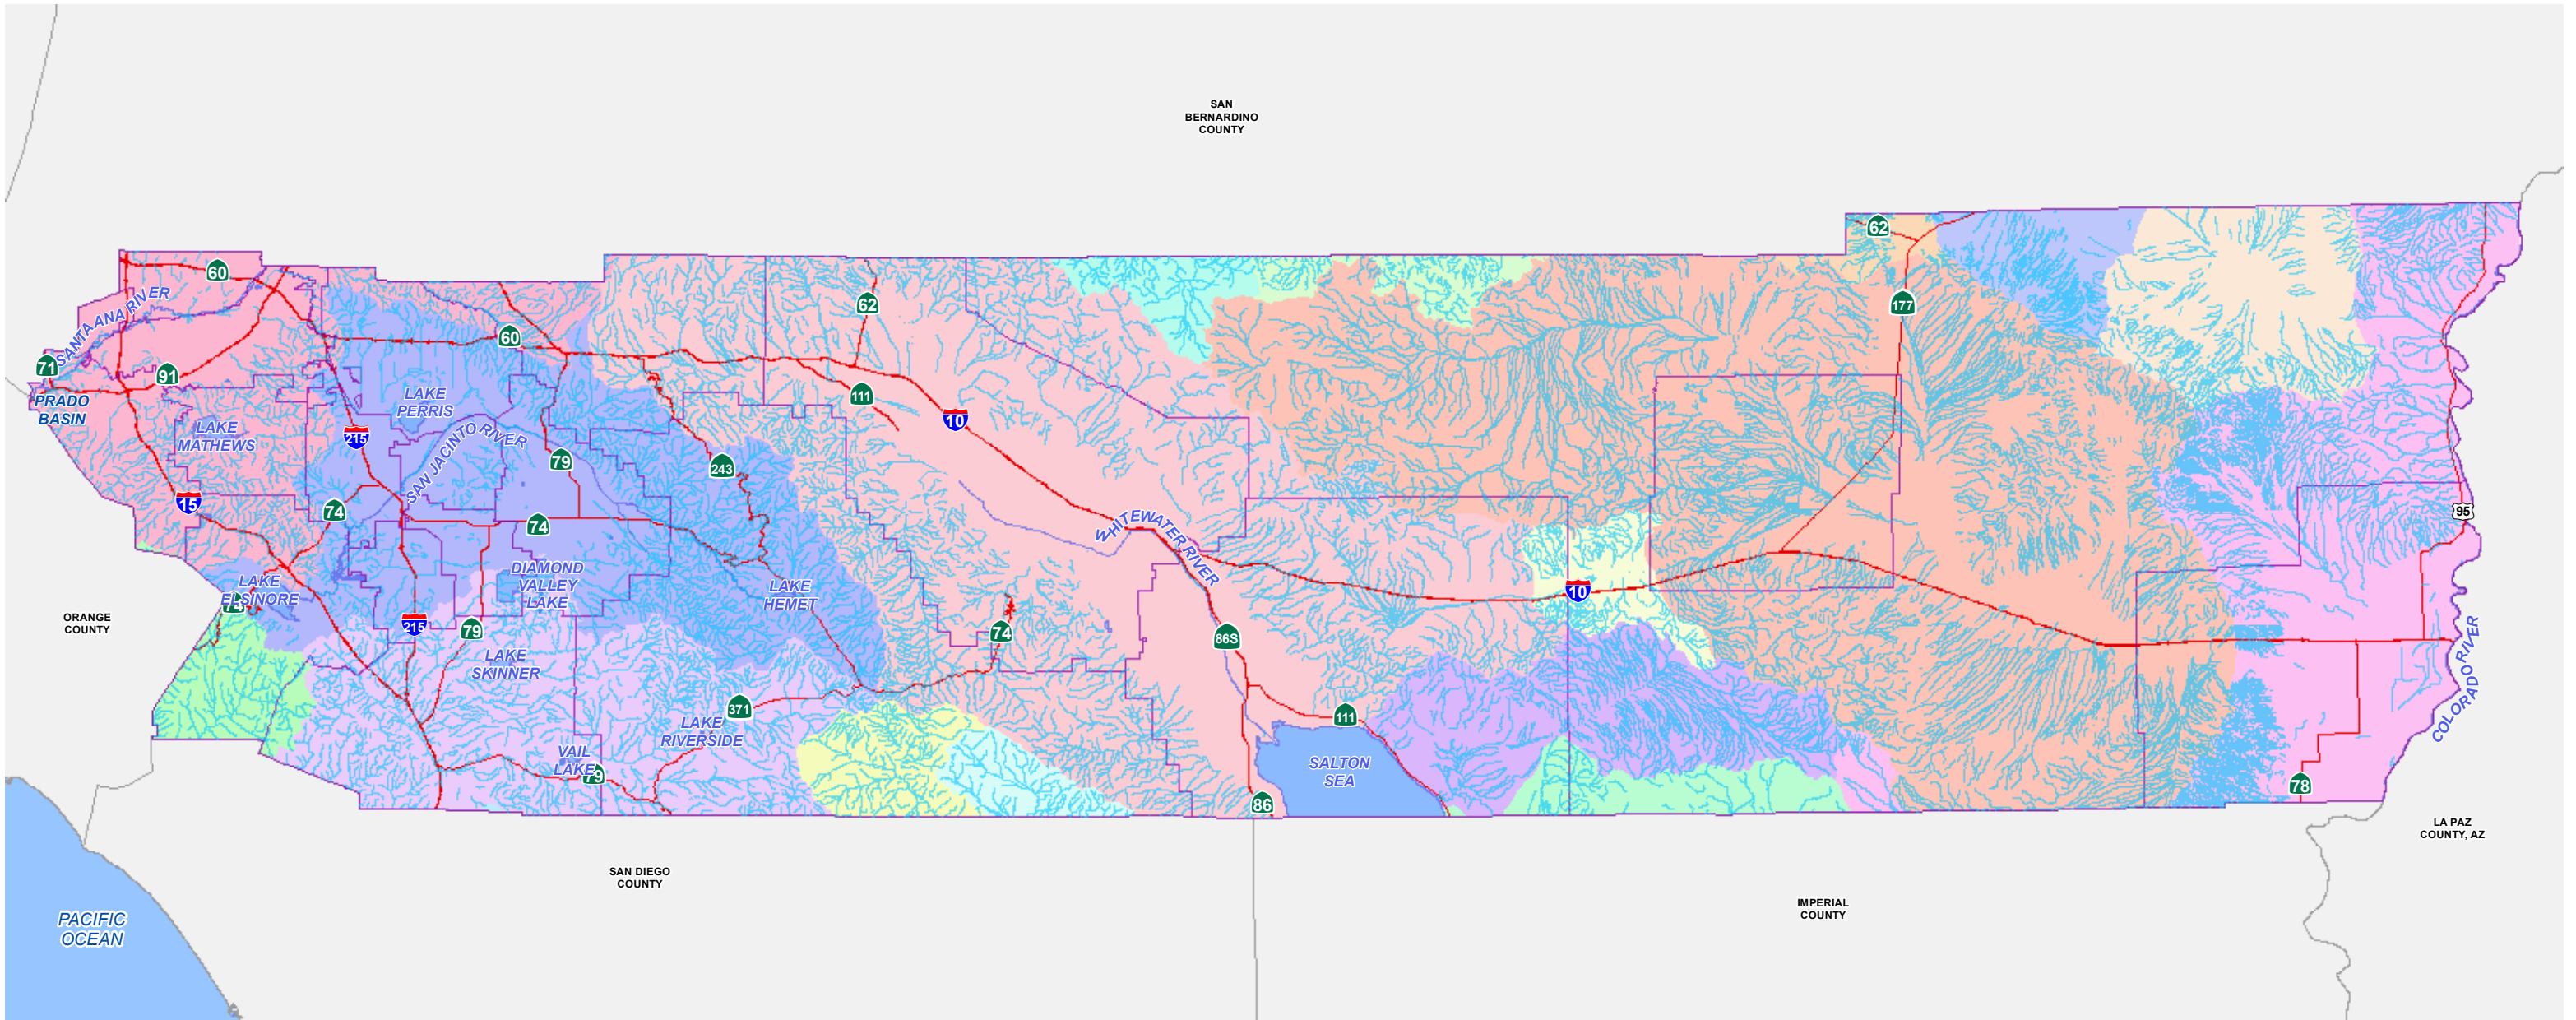 SAN
BERNARDINO
COUNTY
62
60
SANTA ANA RIVER
62
177
60
71
91
PRADO
BASIN
LAKE
PERRIS
111
10
LAKE
MATHEWS
215
SAN JACINTO RIVER
79
243
15
74
74
WHITEWATER RIVER
95
LAKE
ELSINORE
74
DIAMOND
VALLEY
LAKE
LAKE
HEMET
10
ORANGE
COUNTY
215
79
74
86S
COLORADO RIVER
LAKE
SKINNER
371
LAKE
RIVERSIDE
111
VAIL
LAKE
79
SALTON
SEA
86
78
LA PAZ
COUNTY, AZ
SAN DIEGO
COUNTY
IMPERIAL
COUNTY
PACIFIC
OCEAN